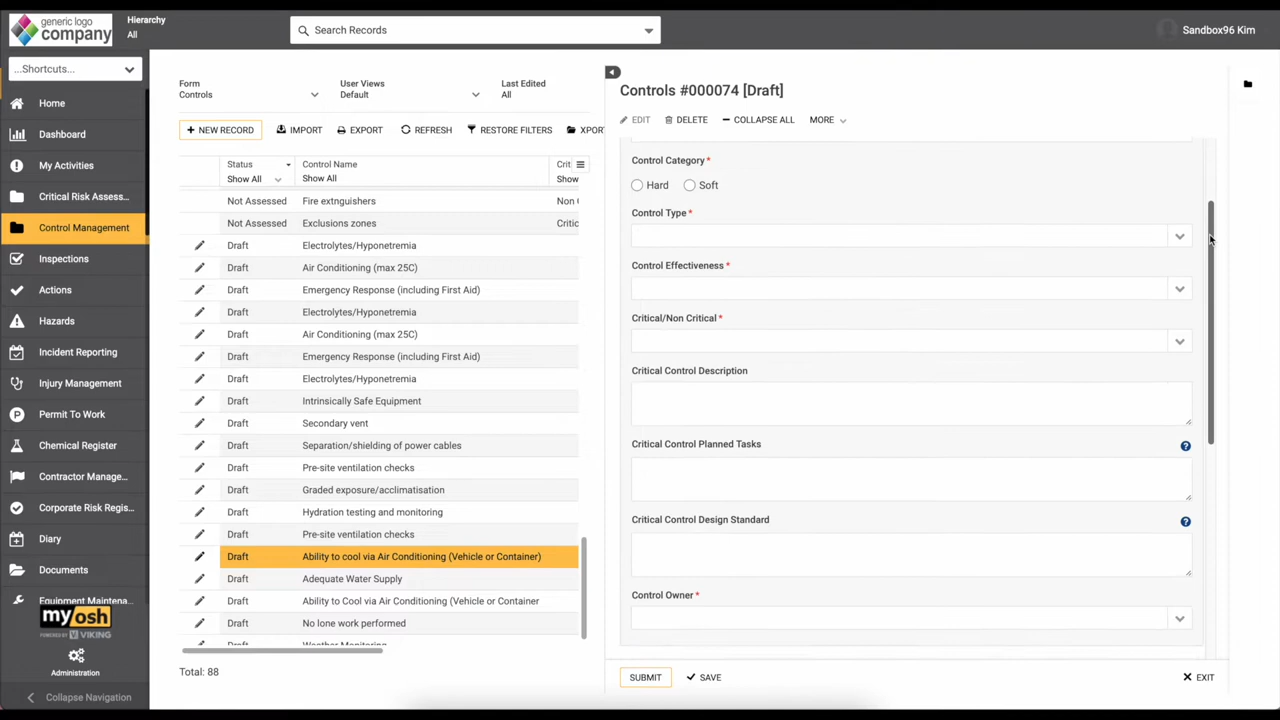 generic logo
company
Hierarchy
All
Search Records
Sandbox96 Kim
...Shortcuts...
Home
Dashboard
My Activities
Critical Risk Assess...
Control Management
Inspections
Actions
Hazards
Incident Reporting
Injury Management
Permit To Work
Chemical Register
Contractor Manage...
Corporate Risk Regis...
Diary
Documents
Equipment Maintena...
myosh
POWERED BY VIKING
Administration
Collapse Navigation
Form
Controls
User Views
Default
Last Edited
All
NEW RECORD
IMPORT
EXPORT
REFRESH
RESTORE FILTERS
XPOR
Status
Show All
Control Name
Show All
Crit
Show
Not Assessed Fire extnguishers Non
Not Assessed Exclusions zones Critic
Draft Electrolytes/Hyponetremia
Draft Air Conditioning (max 25C)
Draft Emergency Response (including First Aid)
Draft Electrolytes/Hyponetremia
Draft Air Conditioning (max 25C)
Draft Emergency Response (including First Aid)
Draft Electrolytes/Hyponetremia
Draft Intrinsically Safe Equipment
Draft Secondary vent
Draft Separation/shielding of power cables
Draft Pre-site ventilation checks
Draft Graded exposure/acclimatisation
Draft Hydration testing and monitoring
Draft Pre-site ventilation checks
Draft Ability to cool via Air Conditioning (Vehicle or Container)
Draft Adequate Water Supply
Draft Ability to Cool via Air Conditioning (Vehicle or Container
Draft No lone work performed
Draft Weather Monitoring
Total: 88
Controls #000074 [Draft]
EDIT
DELETE
COLLAPSE ALL
MORE
Control Category *
Hard
Soft
Control Type *
Control Effectiveness *
Critical/Non Critical *
Critical Control Description
Critical Control Planned Tasks
?
Critical Control Design Standard
?
Control Owner *
SUBMIT
SAVE
EXIT